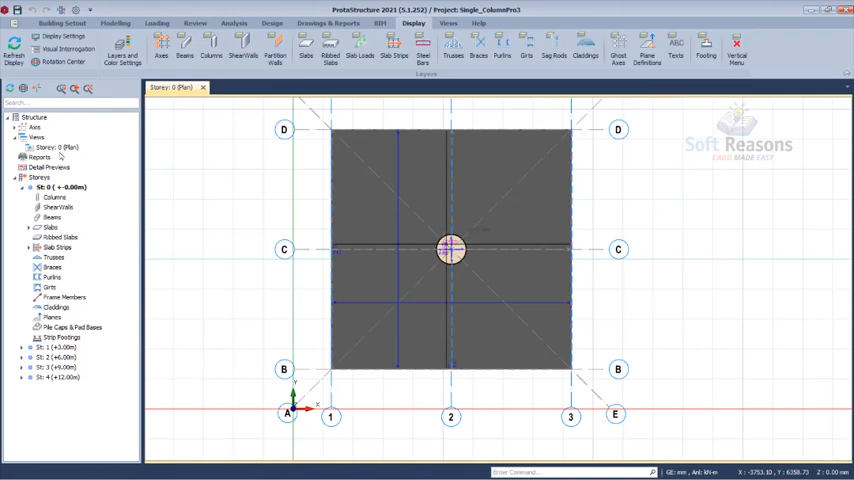 ProtaStructure 2021 (5.1.252) / Project: Single_ColumnPro3
Building Setout Modelling Loading Review Analysis Design Drawings & Reports BIM Display Views Help
Refresh Display
Display Settings
Visual Interrogation
Rotation Center
Layers and Color Settings
Axes Beams Columns ShearWalls Partition Walls Slabs Ribbed Slabs Slab Loads Slab Strips Steel Bars Trusses Braces Purlins Girts Sag Rods Claddings Ghost Axes Plane Definitions Texts Footing Vertical Menu
ABC
Layers
Storey: 0 (Plan)
Search...
Structure
Axis
Views
Storey: 0 (Plan)
Reports
Detail Previews
Storeys
St: 0 ( +-0.00m)
Columns
ShearWalls
Beams
Slabs
Ribbed Slabs
Slab Strips
Trusses
Braces
Purlins
Girts
Frame Members
Claddings
Planes
Pile Caps & Pad Bases
Strip Footings
St: 1 (+3.00m)
St: 2 (+6.00m)
St: 3 (+9.00m)
St: 4 (+12.00m)
D D
Soft Reasons
CADD MADE EASY
C C
B B
Y
X
A 1 2 3 E
Enter Command...
GE: mm, Anl: kN-m
X : -3753.10, Y : 6358.73
Z : 0.00 mm